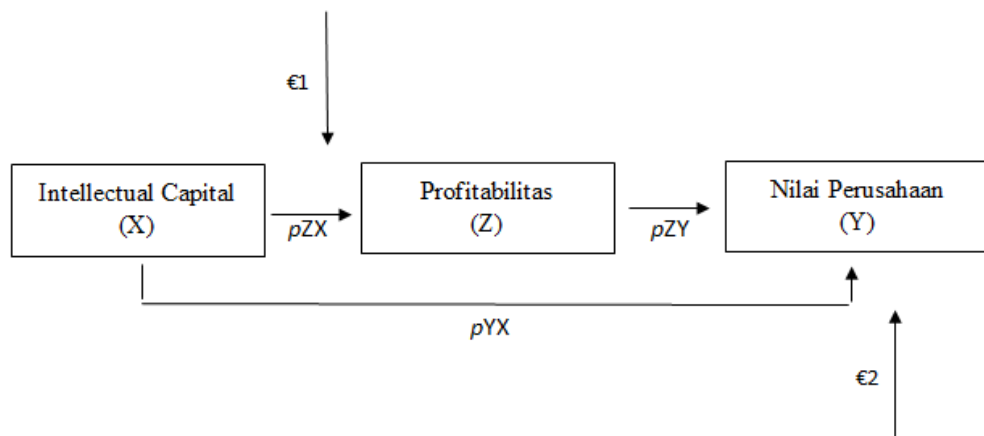 €1
Intellectual Capital
(X)
pZX
Profitabilitas
(Z)
pZY
Nilai Perusahaan
(Y)
pYX
€2